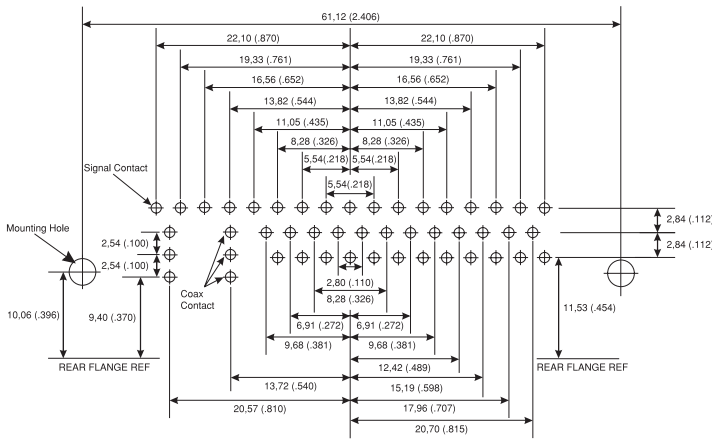 61,12 (2.406)
22,10 (.870) 22,10 (.870)
19,33 (.761) 19,33 (.761)
16,56 (.652) 16,56 (.652)
13,82 (.544) 13,82 (.544)
11,05 (.435) 11,05 (.435)
8,28 (.326) 8,28 (.326)
5,54(.218) 5,54(.218)
Signal Contact
5,54(.218)
Mounting Hole
2,84 (.112)
2,54 (.100)
2,84 (.112)
2,54 (.100)
Coax
Contact
2,80 (.110)
8,28 (.326)
10,06 (.396)
9,40 (.370)
11,53 (.454)
6,91 (.272) 6,91 (.272)
9,68 (.381) 9,68 (.381)
REAR FLANGE REF REAR FLANGE REF
12,42 (.489)
13,72 (.540)
15,19 (.598)
20,57 (.810)
17,96 (.707)
20,70 (.815)